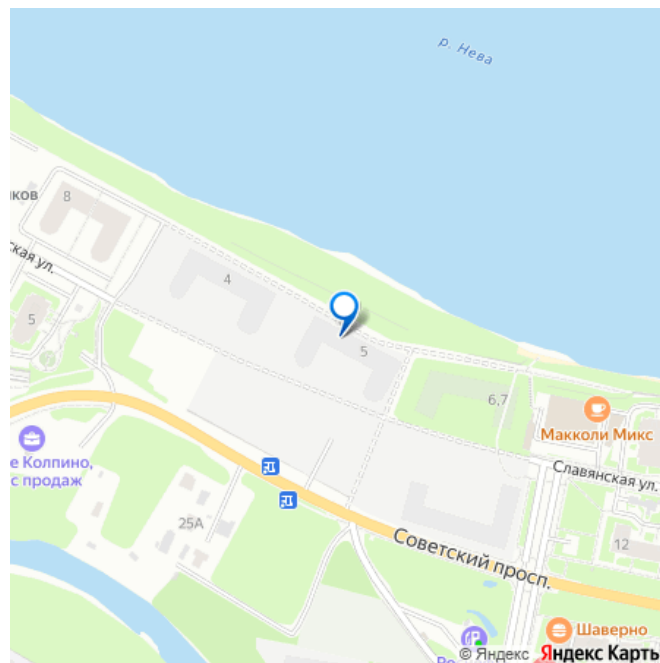 р. Нева
ков
8
ская ул.
4
5
5
6,7
Макколи Микс
е Колпино,
с продаж
Славянская ул.
25А
12
Советский просп.
Шаверно
Ро
© Яндекс Яндекс Карты